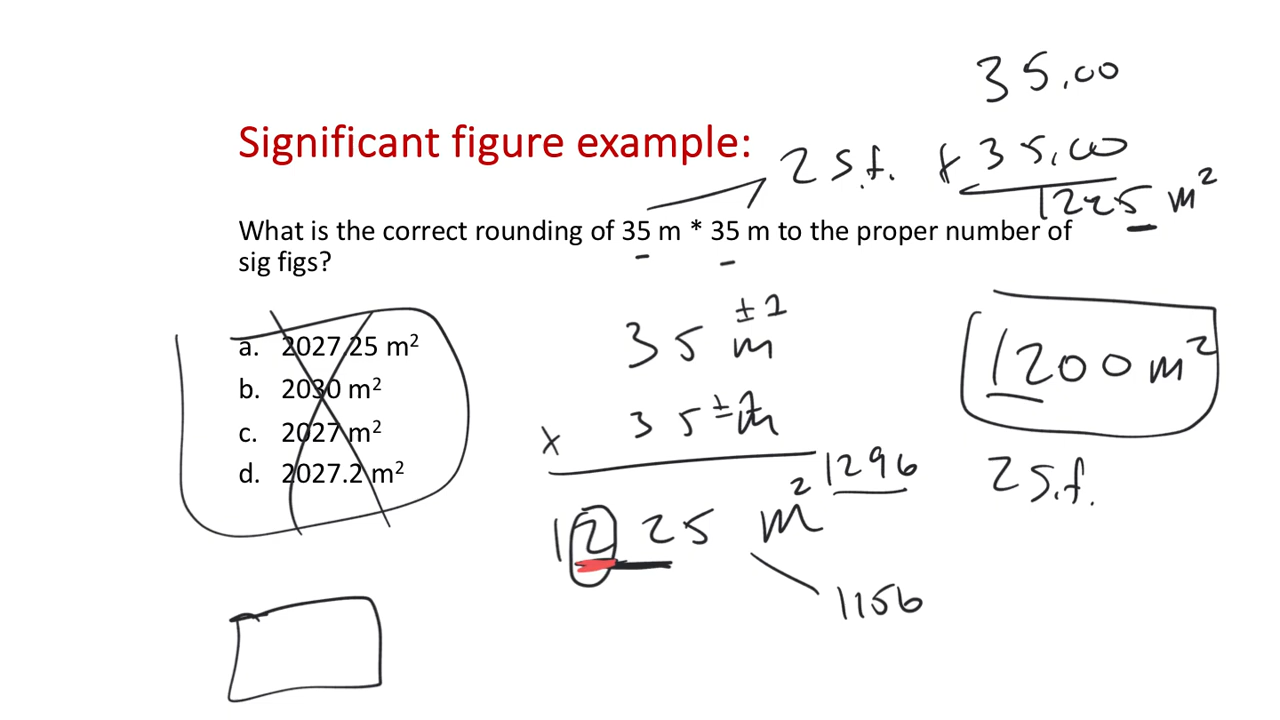 35.00
Significant figure example:
2 s.f.
x 35.00
1225 m²
What is the correct rounding of 35 m * 35 m to the proper number of
sig figs?
35 m ±1
a. 2027.25 m²
b. 2030 m²
c. 2027 m²
d. 2027.2 m²
1200 m²
x 35 ± m
1296
2 s.f.
1225 m²
1156